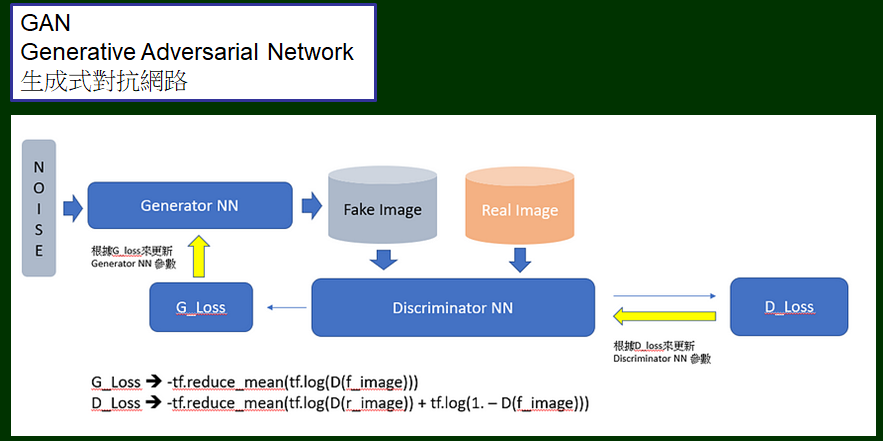 GAN
Generative Adversarial Network
生成式對抗網路
N
O
I
S
E
Generator NN
Fake Image
Real Image
根據G_loss來更新
Generator NN 參數
G_Loss
Discriminator NN
D_Loss
根據D_loss來更新
Discriminator NN 參數
G_Loss ➔ -tf.reduce_mean(tf.log(D(f_image)))
D_Loss ➔ -tf.reduce_mean(tf.log(D(r_image)) + tf.log(1. – D(f_image)))